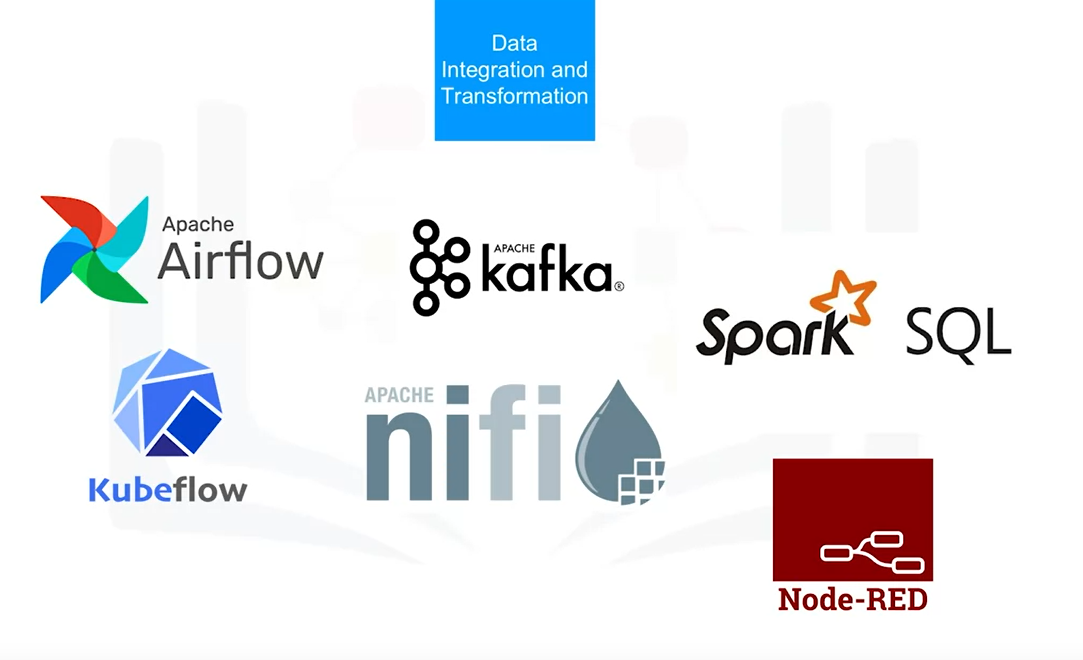 Data
Integration and
Transformation
Apache
Airflow
APACHE
kafka®
Spark SQL
Kubeflow
APACHE
nifi
Node-RED